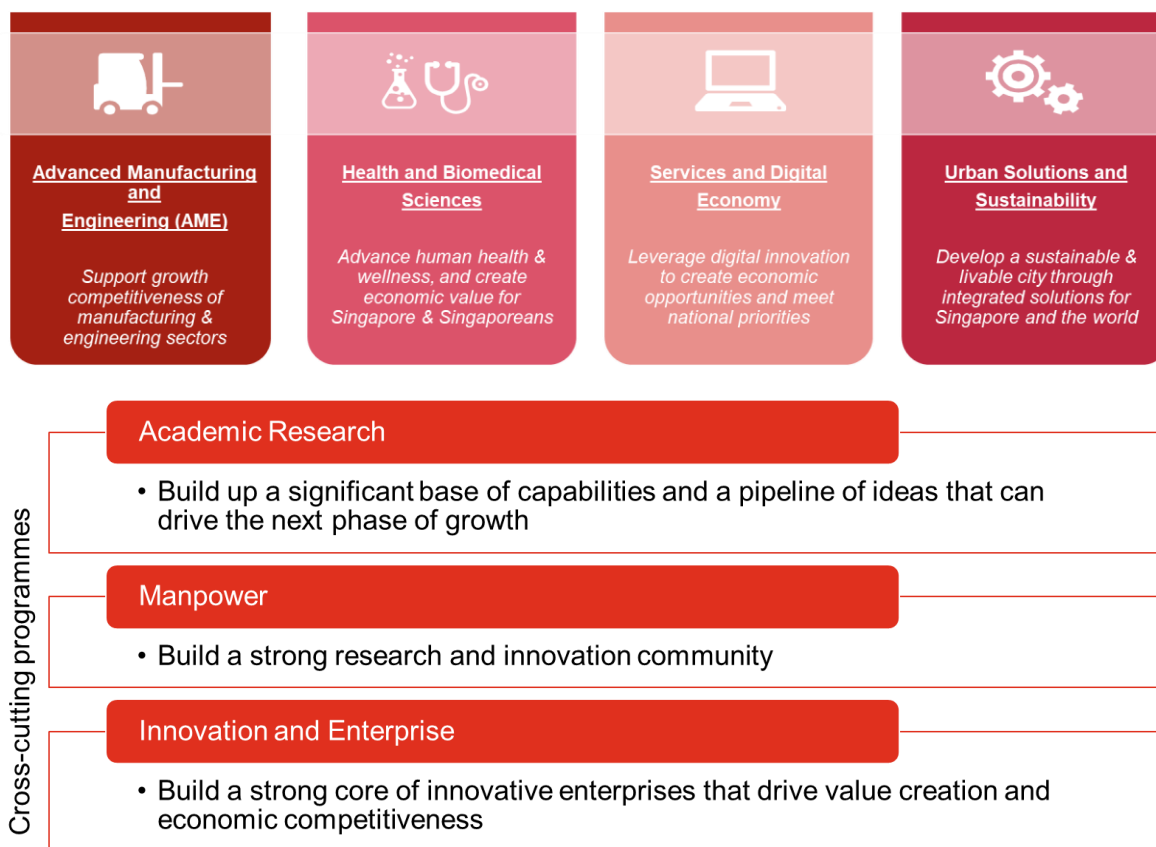 Advanced Manufacturing
and
Engineering (AME)
Support growth
competitiveness of
manufacturing &
engineering sectors
Health and Biomedical
Sciences
Advance human health &
wellness, and create
economic value for
Singapore & Singaporeans
Services and Digital
Economy
Leverage digital innovation
to create economic
opportunities and meet
national priorities
Urban Solutions and
Sustainability
Develop a sustainable &
livable city through
integrated solutions for
Singapore and the world
Cross-cutting programmes
Academic Research
• Build up a significant base of capabilities and a pipeline of ideas that can
drive the next phase of growth
Manpower
• Build a strong research and innovation community
Innovation and Enterprise
• Build a strong core of innovative enterprises that drive value creation and
economic competitiveness